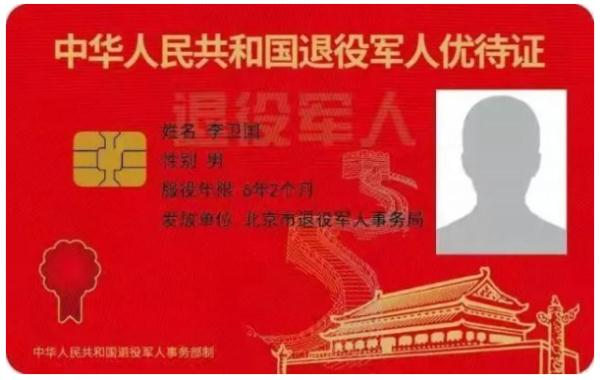 中华人民共和国退役军人优待证
退役军人
姓名 李卫国
性别 男
服役年限 6年2个月
发放单位 北京市退役军人事务局
中华人民共和国退役军人事务部制